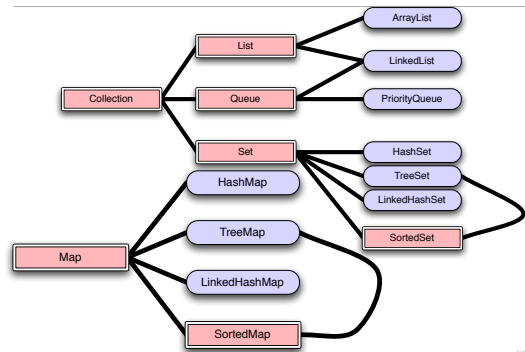 ArrayList
List
LinkedList
Collection
Queue
PriorityQueue
Set
HashSet
TreeSet
LinkedHashSet
SortedSet
HashMap
TreeMap
Map
LinkedHashMap
SortedMap